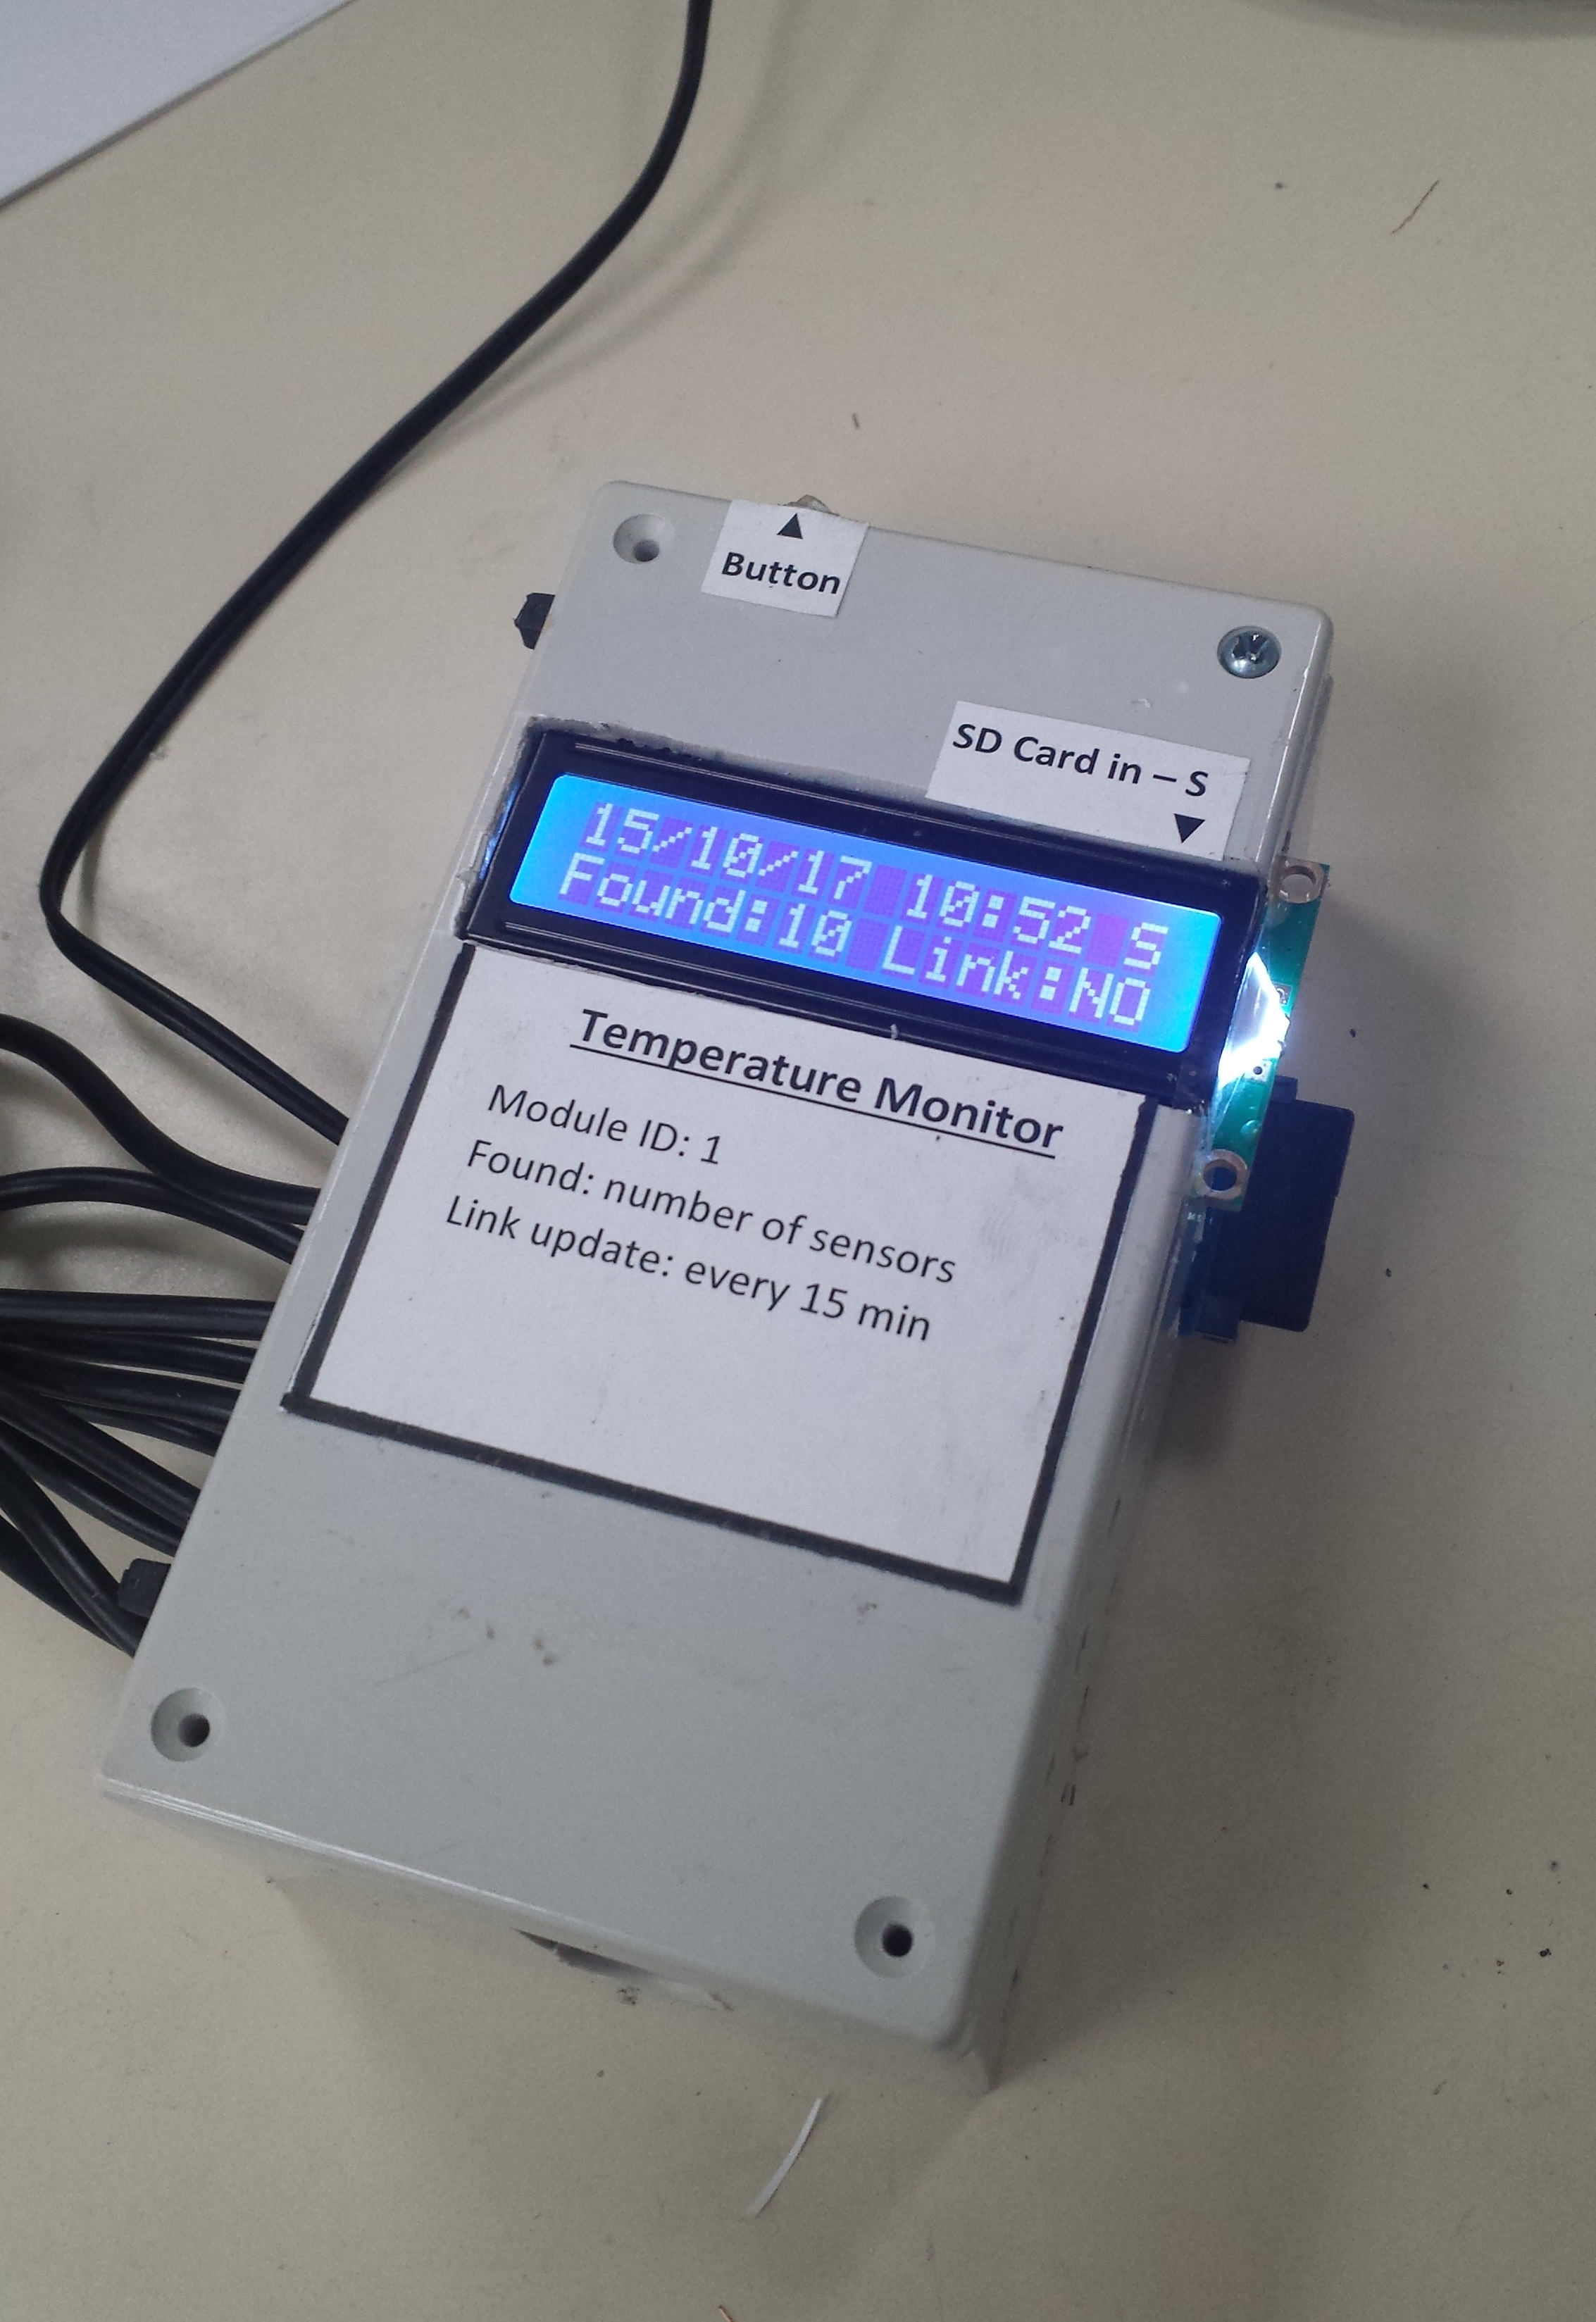 ▲
Button
SD Card in – S
▼
15/10/17 10:52 S
Found:10 Link:NO
Temperature Monitor
Module ID: 1
Found: number of sensors
Link update: every 15 min